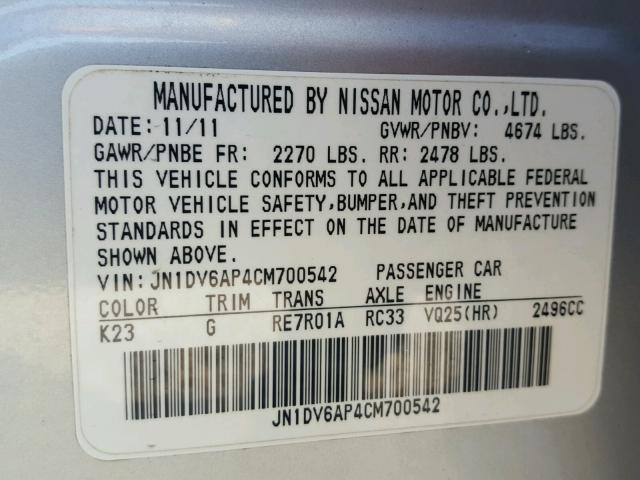 MANUFACTURED BY NISSAN MOTOR CO.,LTD.
DATE: 11/11 GVWR/PNBV: 4674 LBS.
GAWR/PNBE FR: 2270 LBS. RR: 2478 LBS.
THIS VEHICLE CONFORMS TO ALL APPLICABLE FEDERAL
MOTOR VEHICLE SAFETY,BUMPER,AND THEFT PREVENTION
STANDARDS IN EFFECT ON THE DATE OF MANUFACTURE
SHOWN ABOVE.
VIN:JN1DV6AP4CM700542 PASSENGER CAR
COLOR TRIM TRANS AXLE ENGINE
K23 G RE7R01A RC33 VQ25(HR) 2496CC
JN1DV6AP4CM700542